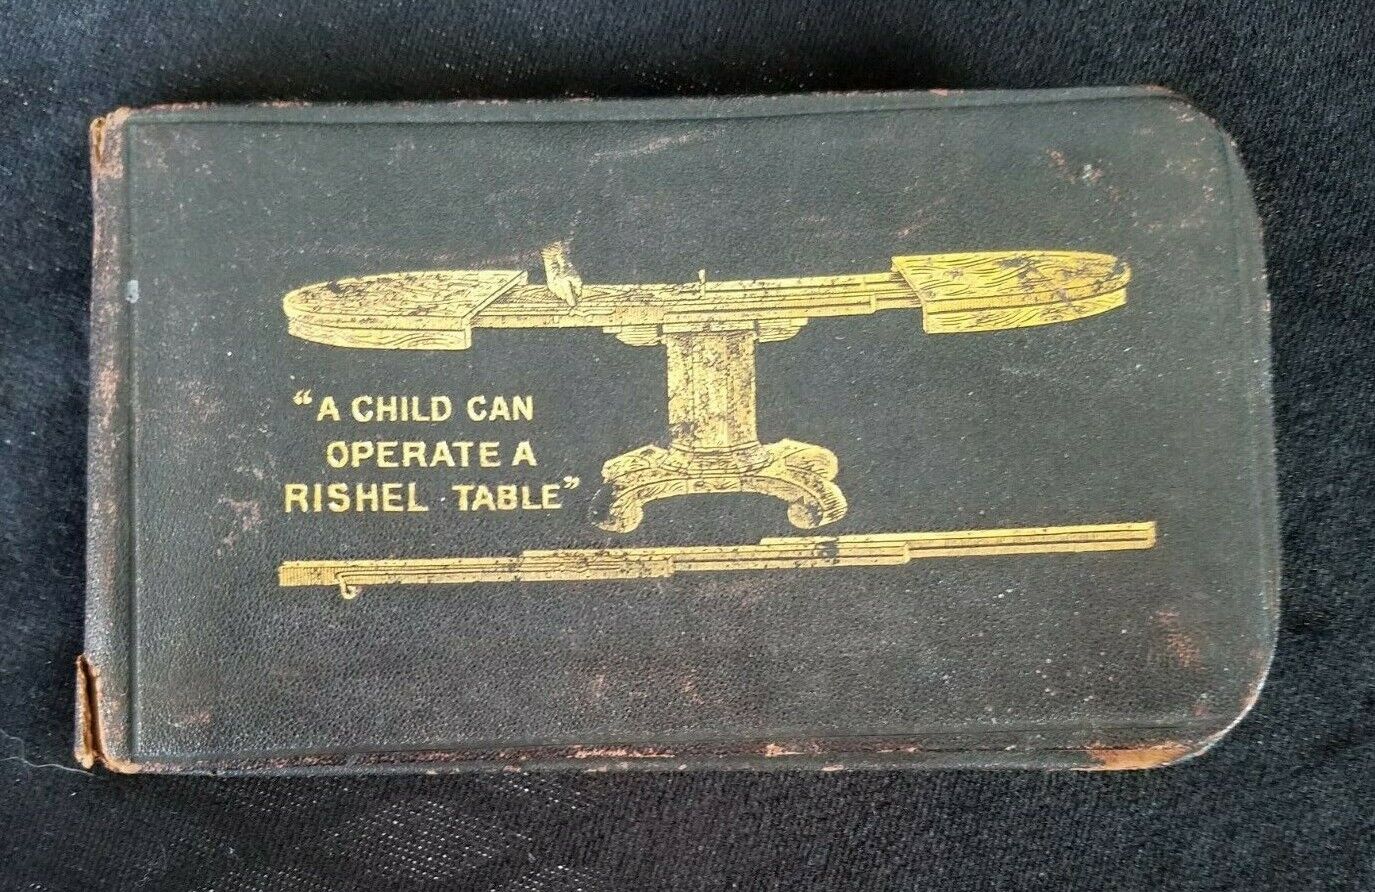 “A CHILD CAN
OPERATE A
RISHEL TABLE”